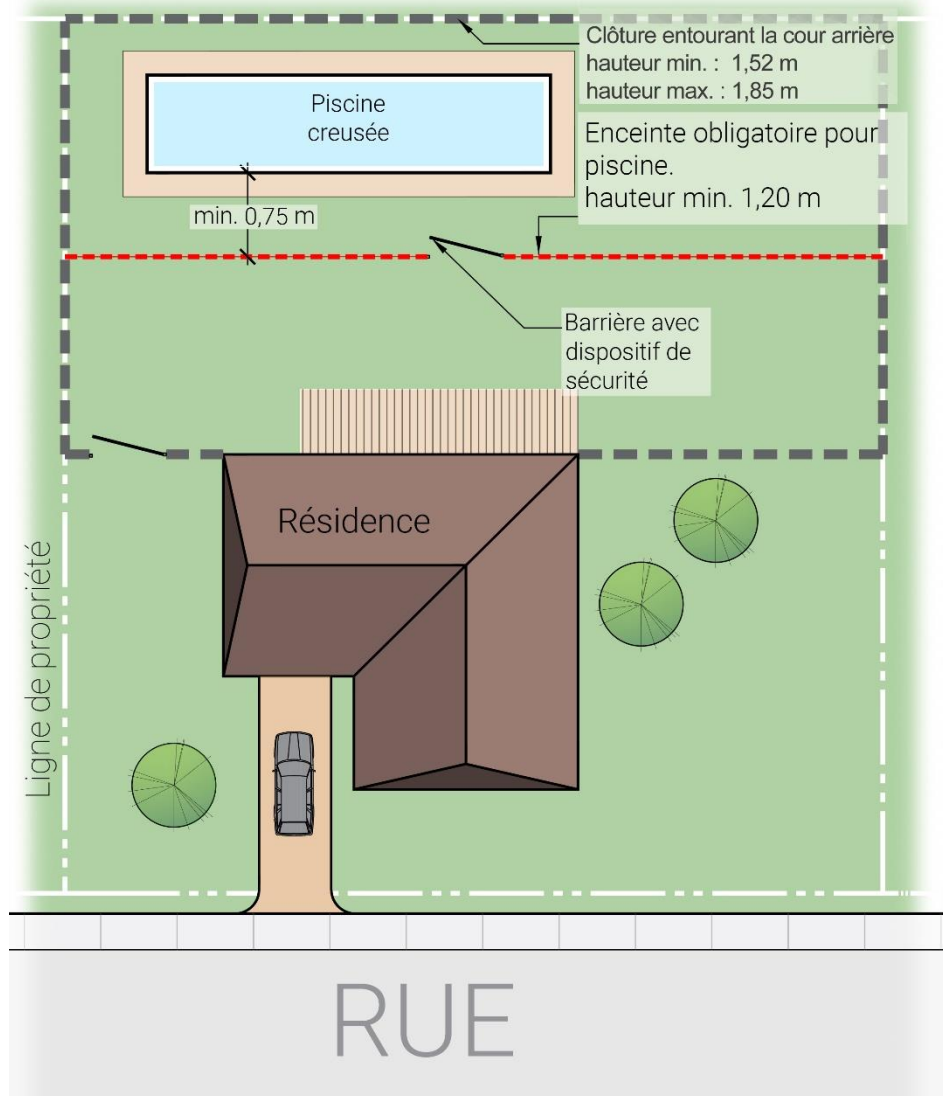 Clôture entourant la cour arrière
hauteur min. : 1,52 m
hauteur max. : 1,85 m
Piscine
creusée
Enceinte obligatoire pour
piscine.
hauteur min. 1,20 m
min. 0,75 m
Barrière avec
dispositif de
sécurité
Résidence
Ligne de propriété
RUE